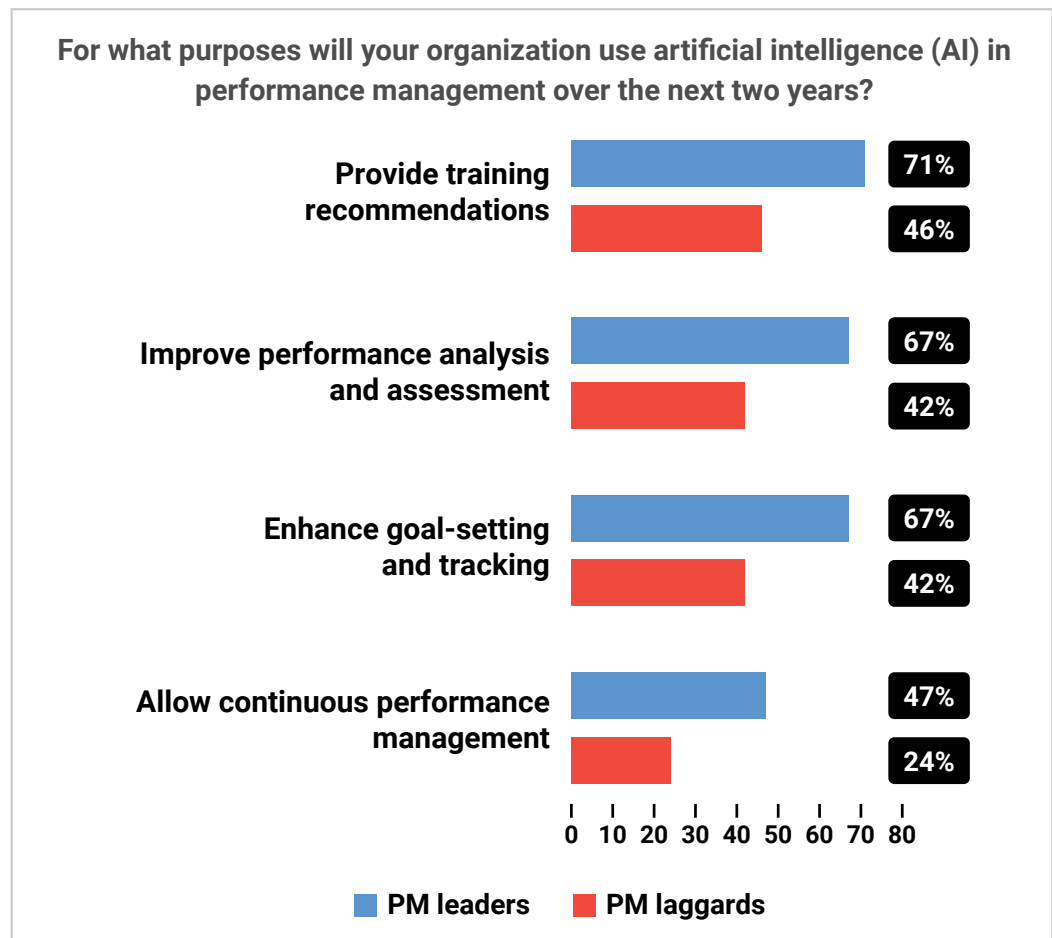 For what purposes will your organization use artificial intelligence (AI) in
performance management over the next two years?
Provide training
recommendations
71%
46%
Improve performance analysis
and assessment
67%
42%
Enhance goal-setting
and tracking
67%
42%
Allow continuous performance
management
47%
24%
0 10 20 30 40 50 60 70 80
PM leaders PM laggards